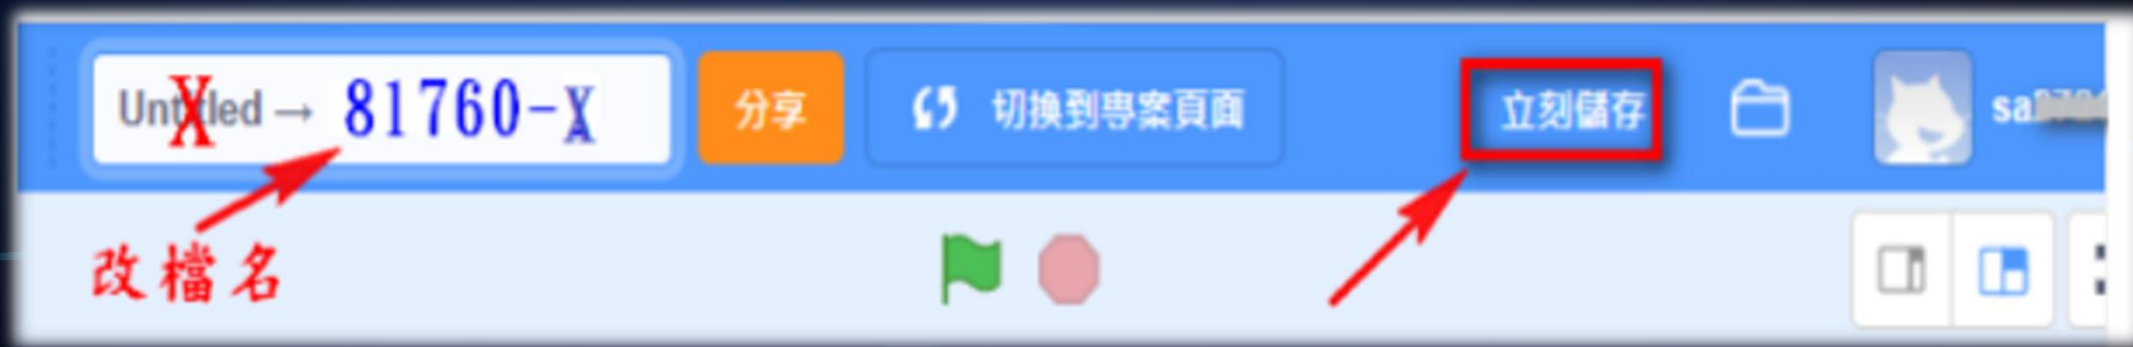 Untitled → 81760-X 分享 切換到專案頁面 立刻儲存
改檔名